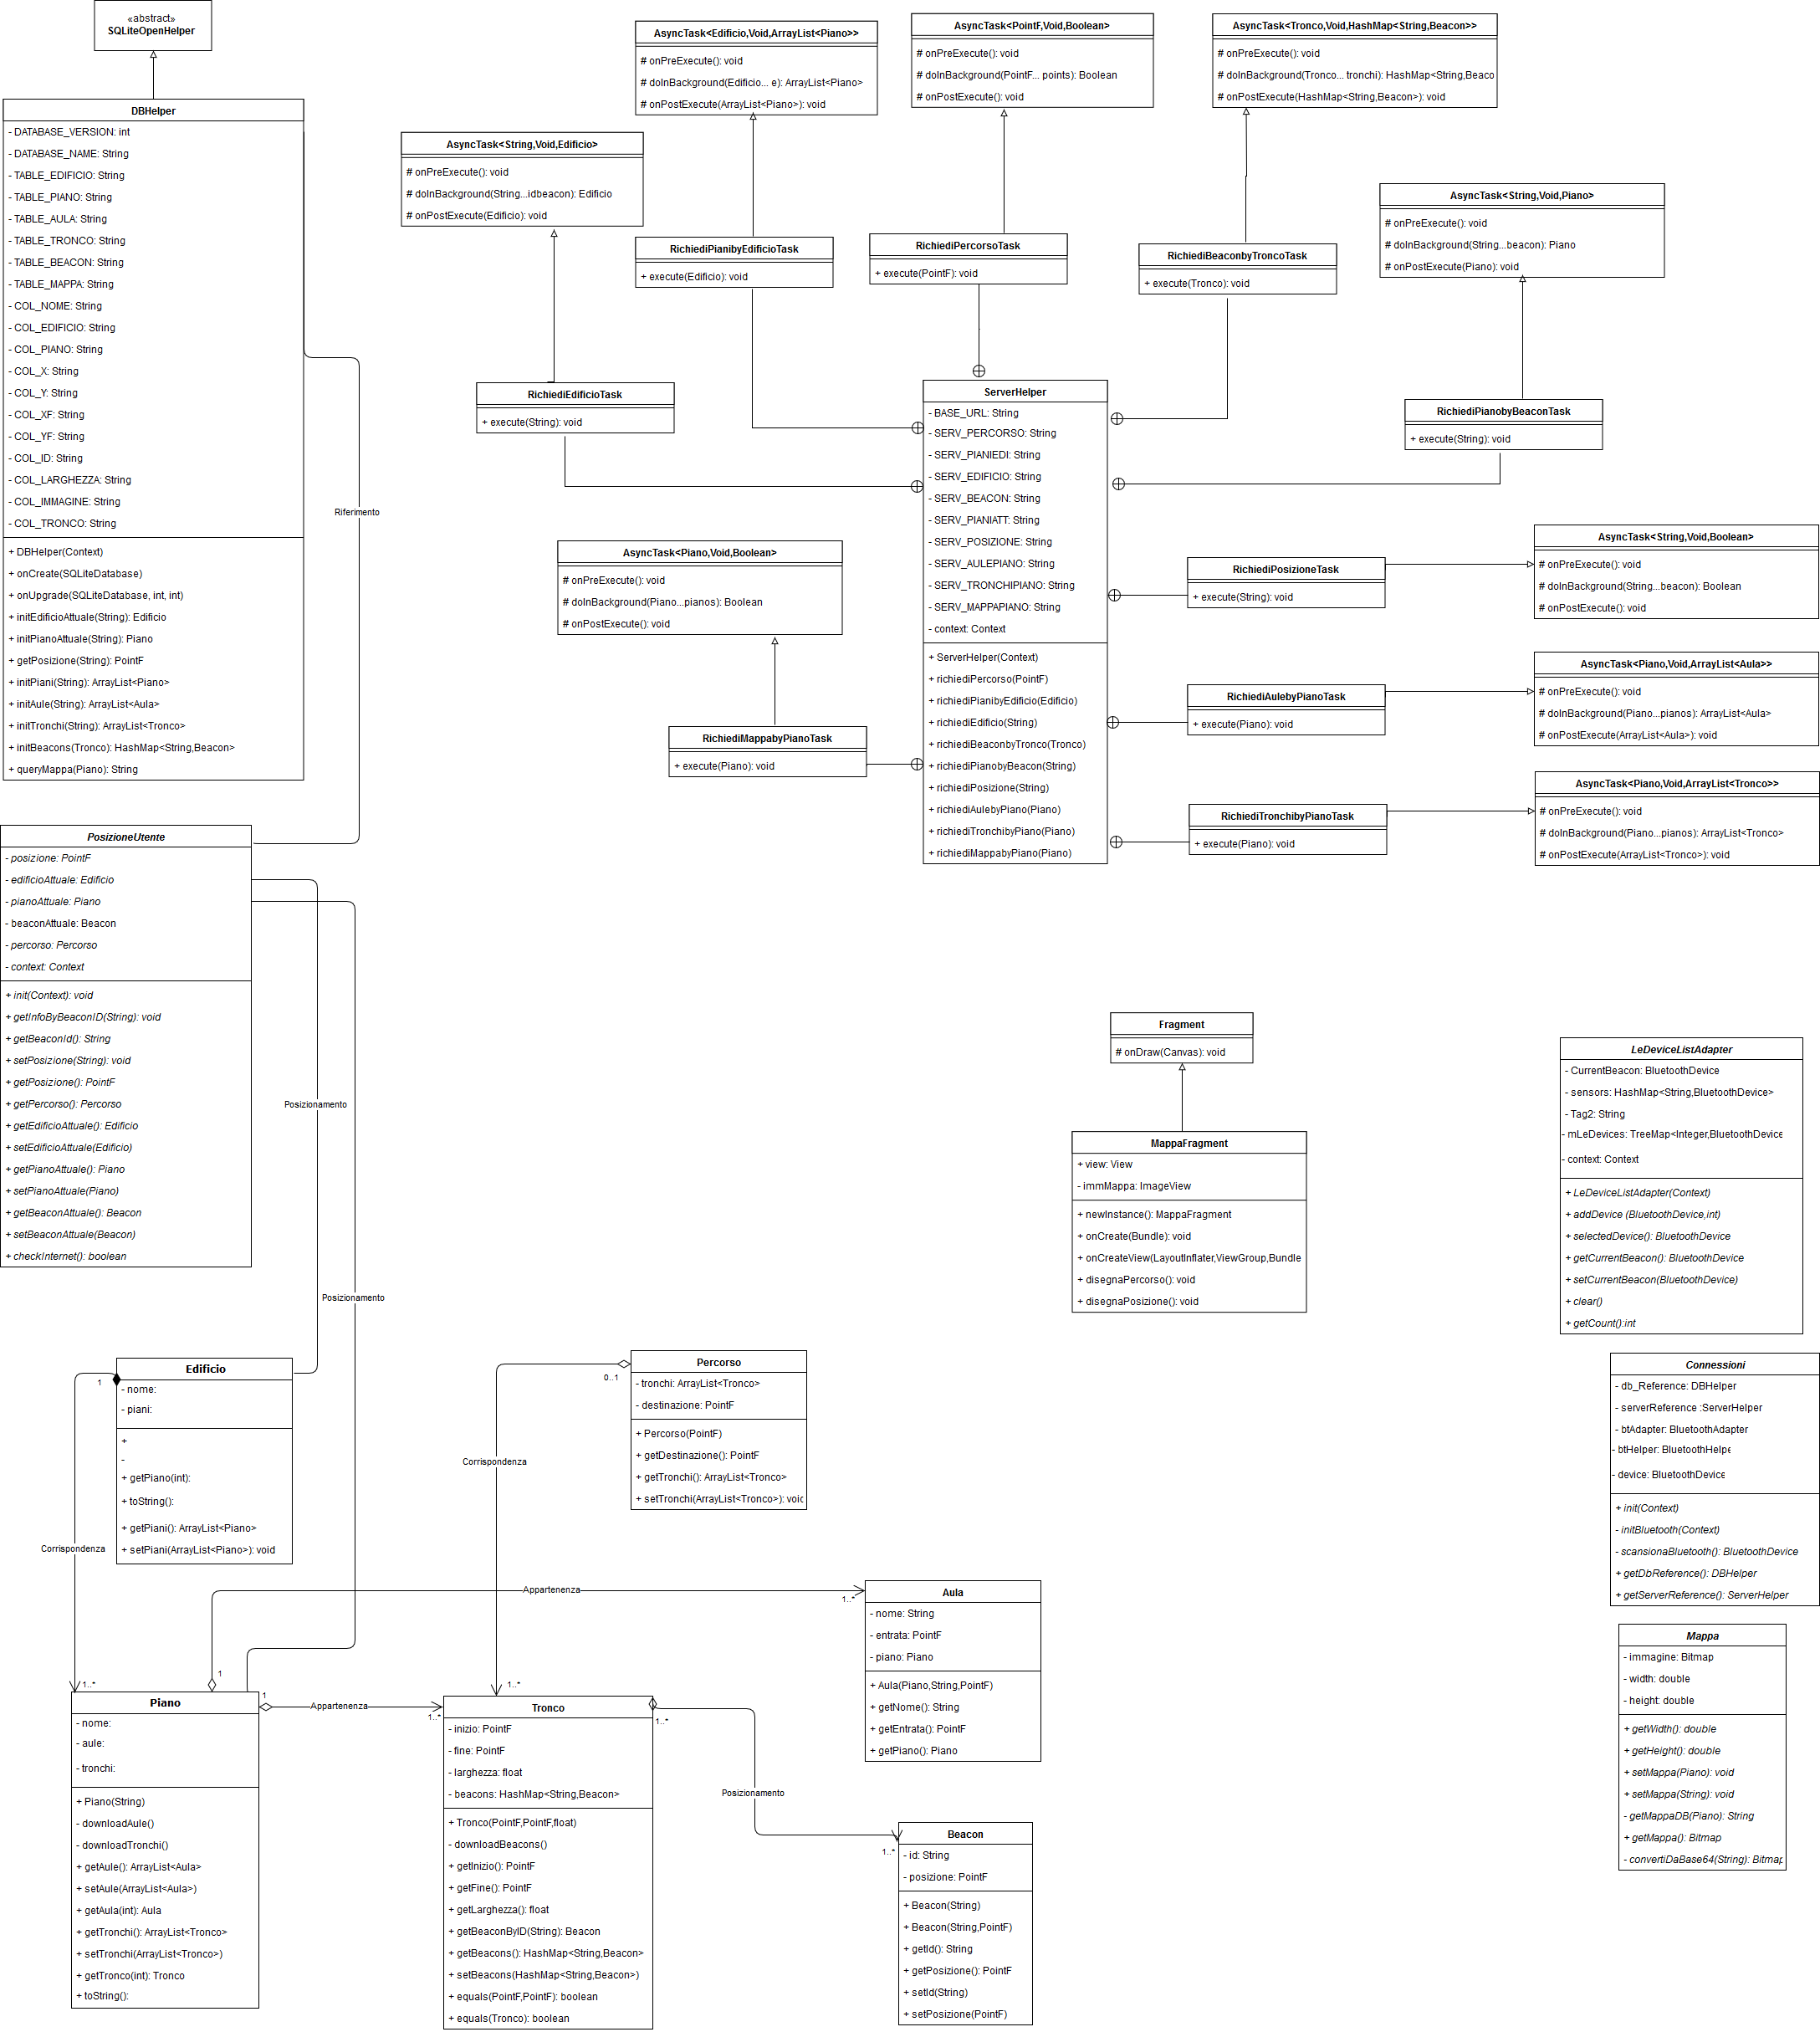 «abstract»
SQLiteOpenHelper
DBHelper
- DATABASE_VERSION: int
- DATABASE_NAME: String
- TABLE_EDIFICIO: String
- TABLE_PIANO: String
- TABLE_AULA: String
- TABLE_TRONCO: String
- TABLE_BEACON: String
- TABLE_MAPPA: String
- COL_NOME: String
- COL_EDIFICIO: String
- COL_PIANO: String
- COL_X: String
- COL_Y: String
- COL_XF: String
- COL_YF: String
- COL_ID: String
- COL_LARGHEZZA: String
- COL_IMMAGINE: String
- COL_TRONCO: String
+ DBHelper(Context)
+ onCreate(SQLiteDatabase)
+ onUpgrade(SQLiteDatabase, int, int)
+ initEdificioAttuale(String): Edificio
+ initPianoAttuale(String): Piano
+ getPosizione(String): PointF
+ initPiani(String): ArrayList<Piano>
+ initAule(String): ArrayList<Aula>
+ initTronchi(String): ArrayList<Tronco>
+ initBeacons(Tronco): HashMap<String,Beacon>
+ queryMappa(Piano): String
Riferimento
AsyncTask<String,Void,Edificio>
# onPreExecute(): void
# doInBackground(String...idbeacon): Edificio
# onPostExecute(Edificio): void
AsyncTask<Edificio,Void,ArrayList<Piano>>
# onPreExecute(): void
# doInBackground(Edificio... e): ArrayList<Piano>
# onPostExecute(ArrayList<Piano>): void
AsyncTask<PointF,Void,Boolean>
# onPreExecute(): void
# doInBackground(PointF... points): Boolean
# onPostExecute(): void
AsyncTask<Tronco,Void,HashMap<String,Beacon>>
# onPreExecute(): void
# doInBackground(Tronco... tronchi): HashMap<String,Beaco
# onPostExecute(HashMap<String,Beacon>): void
AsyncTask<String,Void,Piano>
# onPreExecute(): void
# doInBackground(String...beacon): Piano
# onPostExecute(Piano): void
RichiediEdificioTask
+ execute(String): void
RichiediPianibyEdificioTask
+ execute(Edificio): void
RichiediPercorsoTask
+ execute(PointF): void
RichiediBeaconbyTroncoTask
+ execute(Tronco): void
RichiediPianobyBeaconTask
+ execute(String): void
ServerHelper
- BASE_URL: String
- SERV_PERCORSO: String
- SERV_PIANIEDI: String
- SERV_EDIFICIO: String
- SERV_BEACON: String
- SERV_PIANIATT: String
- SERV_POSIZIONE: String
- SERV_AULEPIANO: String
- SERV_TRONCHIPIANO: String
- SERV_MAPPAPIANO: String
- context: Context
+ ServerHelper(Context)
+ richiediPercorso(PointF)
+ richiediPianibyEdificio(Edificio)
+ richiediEdificio(String)
+ richiediBeaconbyTronco(Tronco)
+ richiediPianobyBeacon(String)
+ richiediPosizione(String)
+ richiediAulebyPiano(Piano)
+ richiediTronchibyPiano(Piano)
+ richiediMappabyPiano(Piano)
AsyncTask<Piano,Void,Boolean>
# onPreExecute(): void
# doInBackground(Piano...pianos): Boolean
# onPostExecute(): void
RichiediMappabyPianoTask
+ execute(Piano): void
RichiediPosizioneTask
+ execute(String): void
AsyncTask<String,Void,Boolean>
# onPreExecute(): void
# doInBackground(String...beacon): Boolean
# onPostExecute(): void
RichiediAulebyPianoTask
+ execute(Piano): void
AsyncTask<Piano,Void,ArrayList<Aula>>
# onPreExecute(): void
# doInBackground(Piano...pianos): ArrayList<Aula>
# onPostExecute(ArrayList<Aula>): void
RichiediTronchibyPianoTask
+ execute(Piano): void
AsyncTask<Piano,Void,ArrayList<Tronco>>
# onPreExecute(): void
# doInBackground(Piano...pianos): ArrayList<Tronco>
# onPostExecute(ArrayList<Tronco>): void
PosizioneUtente
- posizione: PointF
- edificioAttuale: Edificio
- pianoAttuale: Piano
- beaconAttuale: Beacon
- percorso: Percorso
- context: Context
+ init(Context): void
+ getInfoByBeaconID(String): void
+ getBeaconId(): String
+ setPosizione(String): void
+ getPosizione(): PointF
+ getPercorso(): Percorso
+ getEdificioAttuale(): Edificio
+ setEdificioAttuale(Edificio)
+ getPianoAttuale(): Piano
+ setPianoAttuale(Piano)
+ getBeaconAttuale(): Beacon
+ setBeaconAttuale(Beacon)
+ checkInternet(): boolean
Posizionamento
Posizionamento
Fragment
# onDraw(Canvas): void
MappaFragment
+ view: View
- immMappa: ImageView
+ newInstance(): MappaFragment
+ onCreate(Bundle): void
+ onCreateView(LayoutInflater,ViewGroup,Bundle
+ disegnaPercorso(): void
+ disegnaPosizione(): void
LeDeviceListAdapter
- CurrentBeacon: BluetoothDevice
- sensors: HashMap<String,BluetoothDevice>
- Tag2: String
- mLeDevices: TreeMap<Integer,BluetoothDevice
- context: Context
+ LeDeviceListAdapter(Context)
+ addDevice (BluetoothDevice,int)
+ selectedDevice(): BluetoothDevice
+ getCurrentBeacon(): BluetoothDevice
+ setCurrentBeacon(BluetoothDevice)
+ clear()
+ getCount():int
Connessioni
- db_Reference: DBHelper
- serverReference :ServerHelper
- btAdapter: BluetoothAdapter
- btHelper: BluetoothHelpe
- device: BluetoothDevice
+ init(Context)
- initBluetooth(Context)
- scansionaBluetooth(): BluetoothDevice
+ getDbReference(): DBHelper
+ getServerReference(): ServerHelper
Mappa
- immagine: Bitmap
- width: double
- height: double
+ getWidth(): double
+ getHeight(): double
+ setMappa(Piano): void
+ setMappa(String): void
- getMappaDB(Piano): String
+ getMappa(): Bitmap
- convertiDaBase64(String): Bitmap
Edificio
- nome:
- piani:
+
-
+ getPiano(int):
+ toString():
+ getPiani(): ArrayList<Piano>
+ setPiani(ArrayList<Piano>): void
1
Corrispondenza
1..*
Percorso
- tronchi: ArrayList<Tronco>
- destinazione: PointF
+ Percorso(PointF)
+ getDestinazione(): PointF
+ getTronchi(): ArrayList<Tronco>
+ setTronchi(ArrayList<Tronco>): void
0..1
Corrispondenza
1..*
Appartenenza
1
1..*
Aula
- nome: String
- entrata: PointF
- piano: Piano
+ Aula(Piano,String,PointF)
+ getNome(): String
+ getEntrata(): PointF
+ getPiano(): Piano
Piano
- nome:
- aule:
- tronchi:
+ Piano(String)
- downloadAule()
- downloadTronchi()
+ getAule(): ArrayList<Aula>
+ setAule(ArrayList<Aula>)
+ getAula(int): Aula
+ getTronchi(): ArrayList<Tronco>
+ setTronchi(ArrayList<Tronco>)
+ getTronco(int): Tronco
+ toString():
1
Appartenenza
1..*
Tronco
- inizio: PointF
- fine: PointF
- larghezza: float
- beacons: HashMap<String,Beacon>
+ Tronco(PointF,PointF,float)
- downloadBeacons()
+ getInizio(): PointF
+ getFine(): PointF
+ getLarghezza(): float
+ getBeaconByID(String): Beacon
+ getBeacons(): HashMap<String,Beacon>
+ setBeacons(HashMap<String,Beacon>)
+ equals(PointF,PointF): boolean
+ equals(Tronco): boolean
1..*
Posizionamento
1..*
Beacon
- id: String
- posizione: PointF
+ Beacon(String)
+ Beacon(String,PointF)
+ getId(): String
+ getPosizione(): PointF
+ setId(String)
+ setPosizione(PointF)